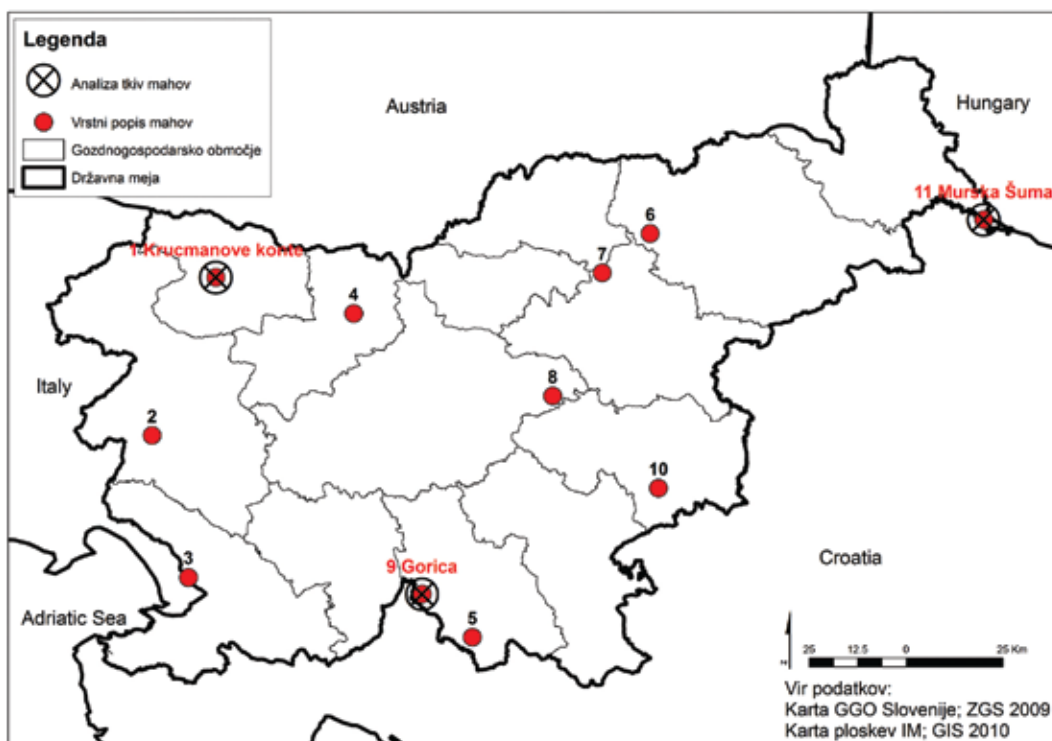 Legenda
Analiza tkiv mahov
Vrstni popis mahov
Gozdnogospodarsko območje
Državna meja
Austria
Hungary
11 Murska Šuma
6
1 Krucmanove konte
7
4
Italy
8
2
10
Croatia
3
9 Gorica
Adriatic Sea
5
N
25 12.5 0 25 Km
Vir podatkov:
Karta GGO Slovenije; ZGS 2009
Karta ploskev IM; GIS 2010